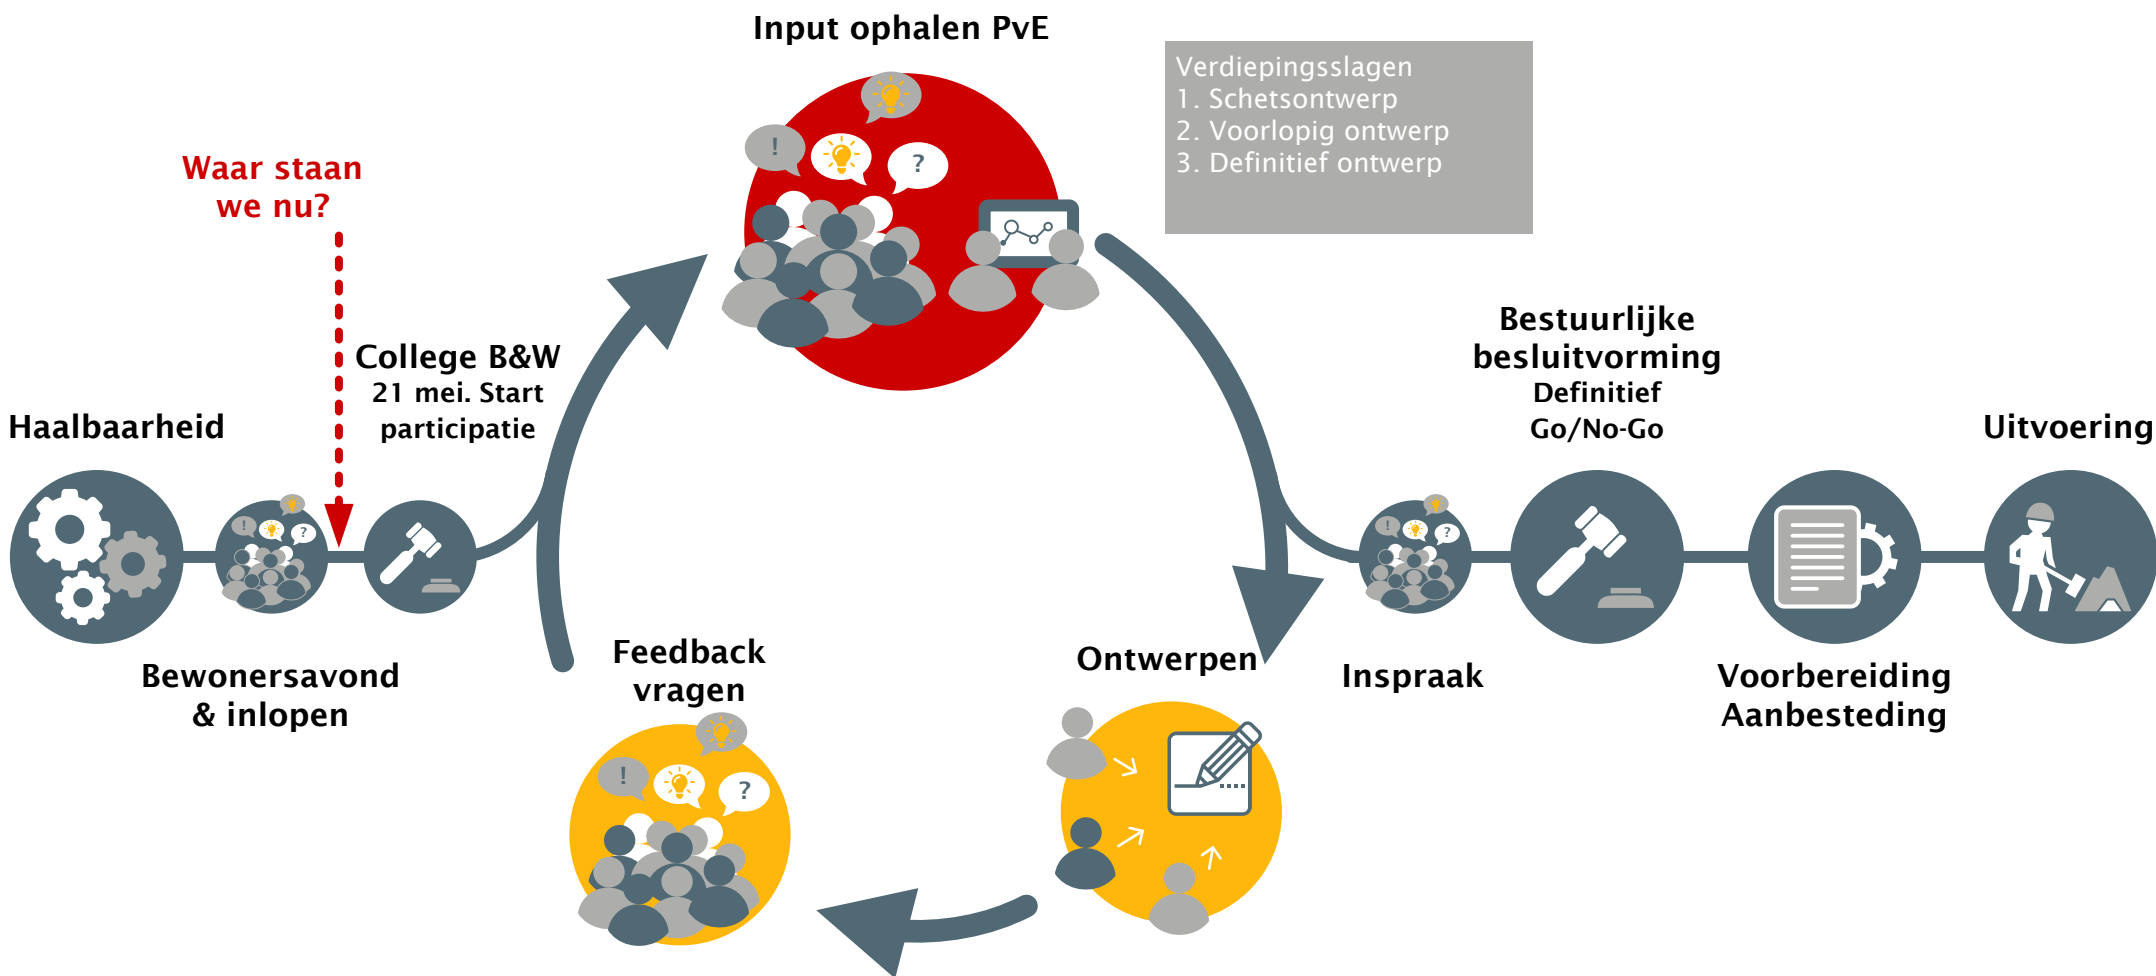 Input ophalen PvE
Verdiepingsslagen
1. Schetsontwerp
2. Voorlopig ontwerp
3. Definitief ontwerp
!
?
Waar staan
we nu?
College B&W
21 mei. Start
participatie
Haalbaarheid
Bestuurlijke
besluitvorming
Definitief
Go/No-Go
Uitvoering
!
?
!
?
Bewonersavond
& inlopen
Feedback
vragen
Ontwerpen
Inspraak
Voorbereiding
Aanbesteding
!
?